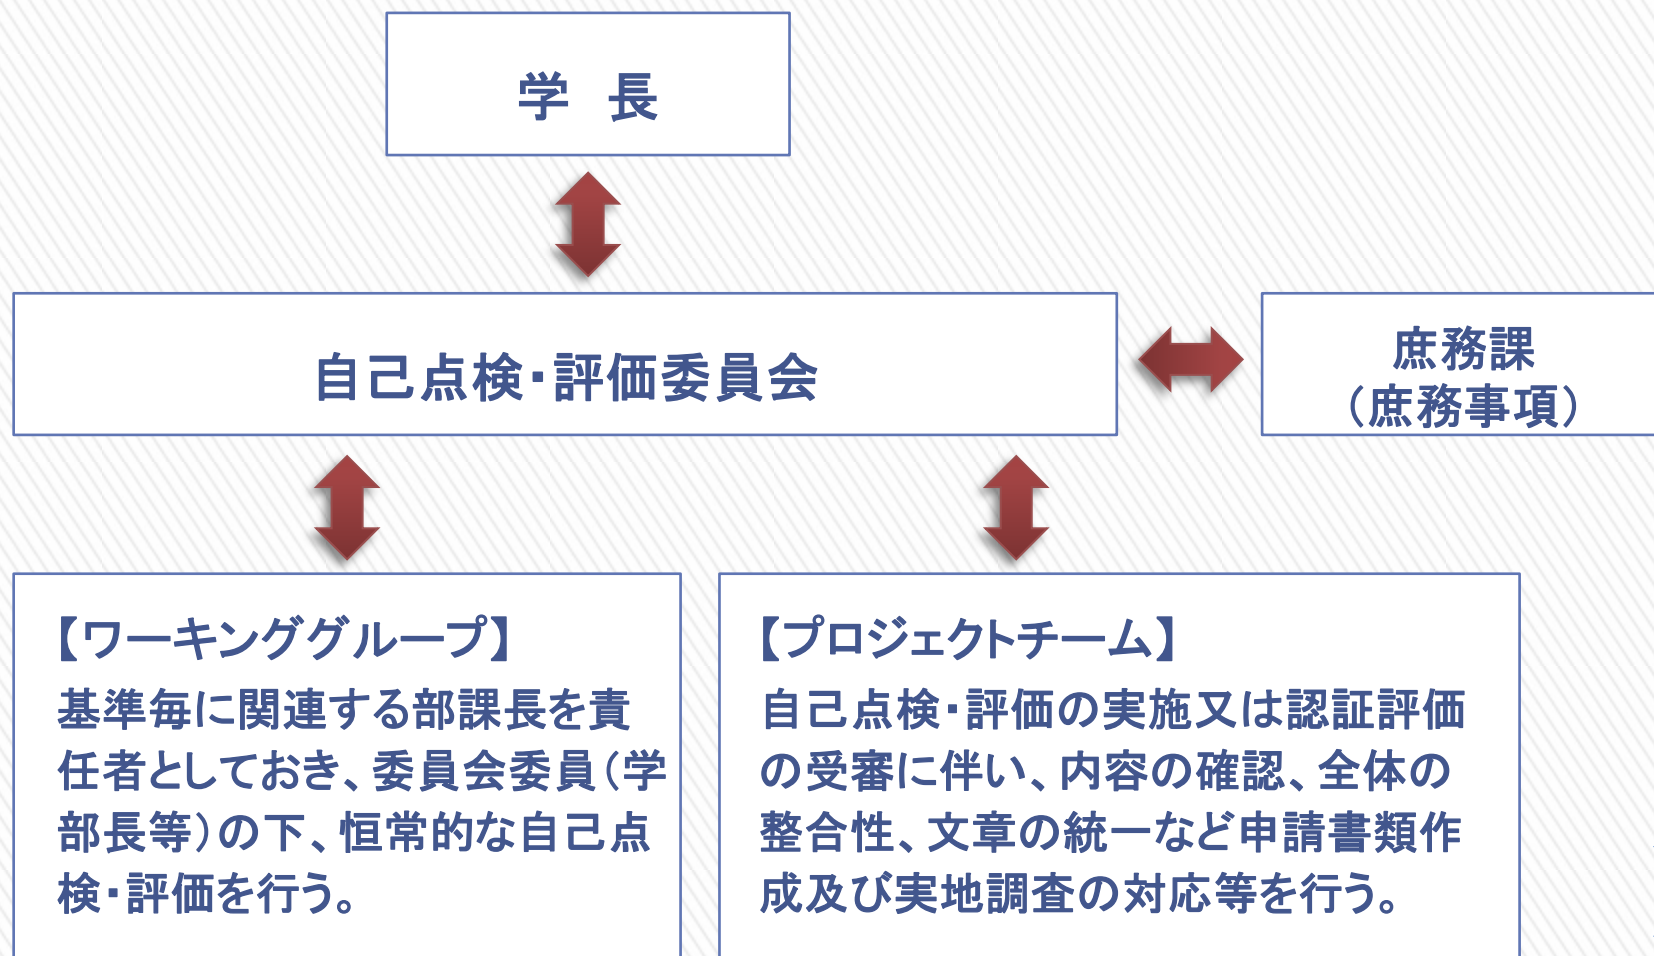 学 長
自己点検・評価委員会
庶務課
（庶務事項）
【ワーキンググループ】
基準毎に関連する部課長を責
任者としておき、委員会委員（学
部長等）の下、恒常的な自己点
検・評価を行う。
【プロジェクトチーム】
自己点検・評価の実施又は認証評価
の受審に伴い、内容の確認、全体の
整合性、文章の統一など申請書類作
成及び実地調査の対応等を行う。